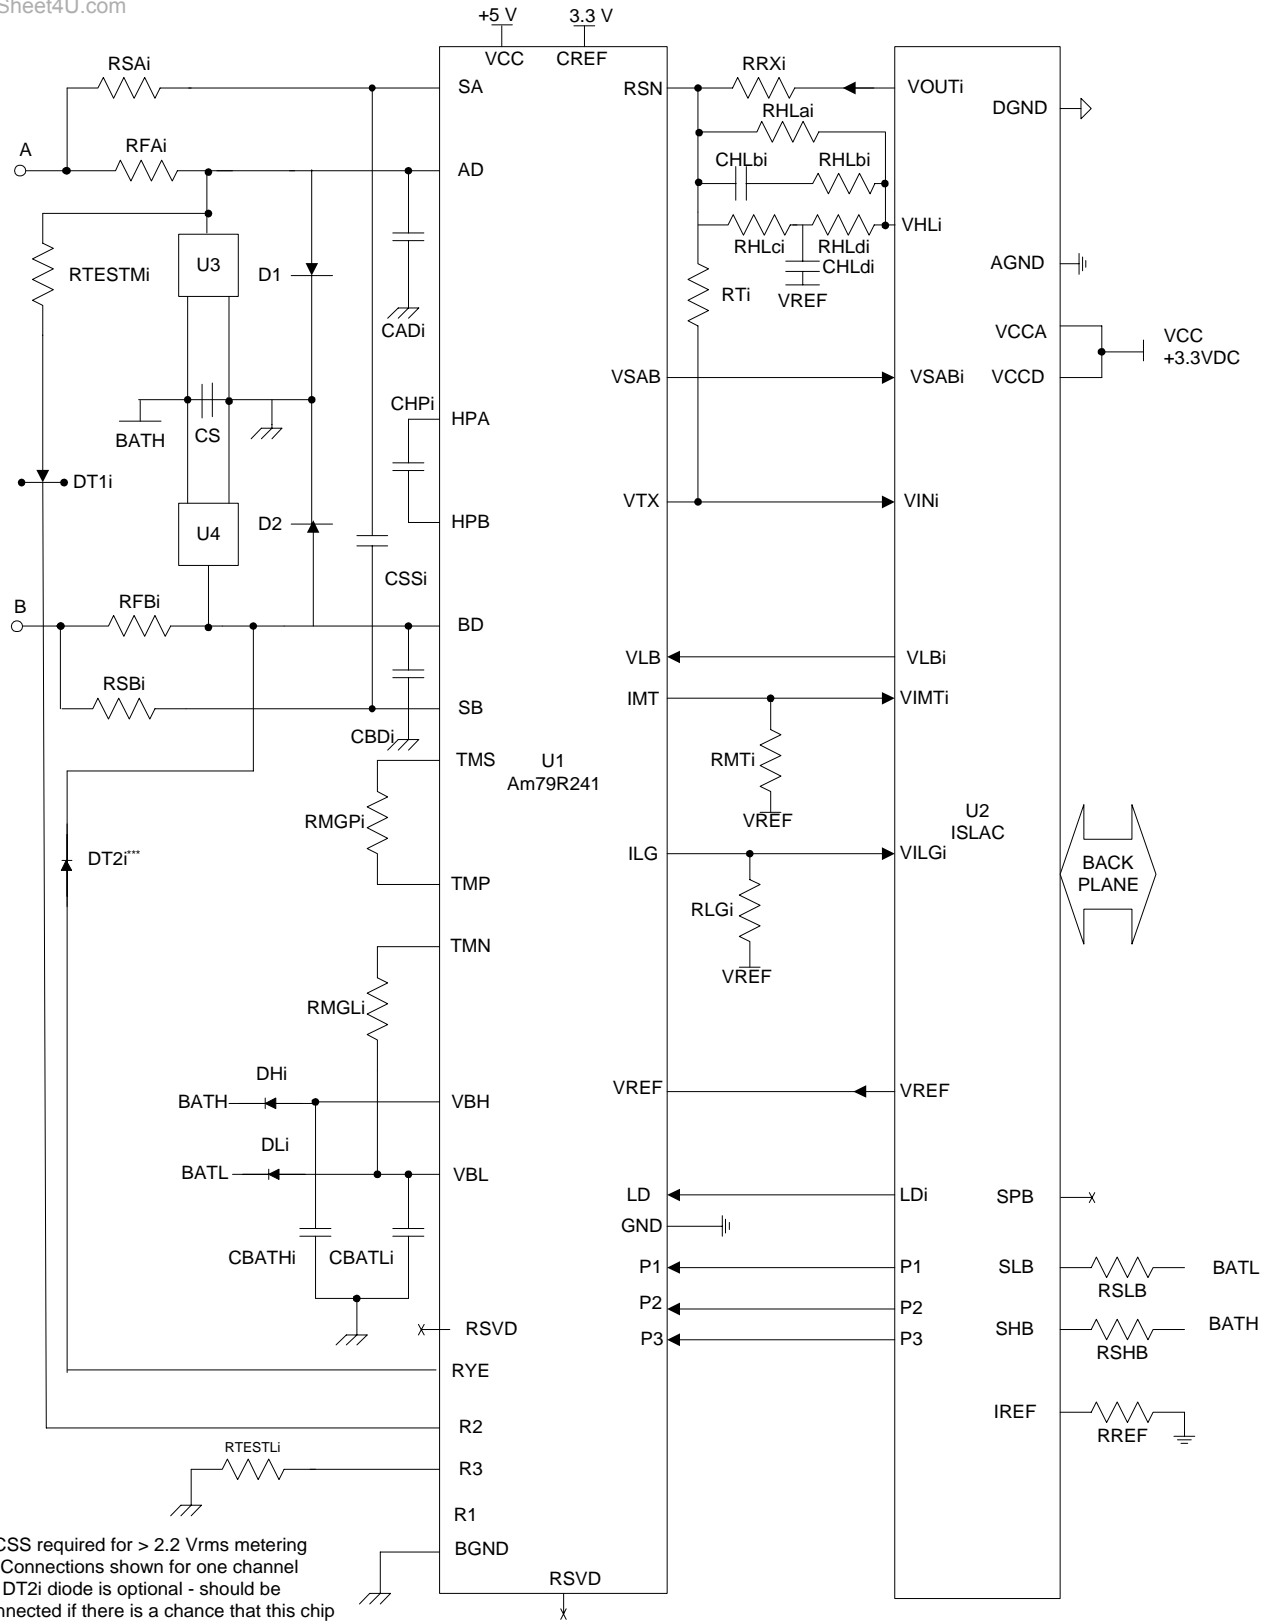 Sheet4U.com
+5 V
3.3 V
VCC
CREF
RSAi
SA
RSN
RRXi
VOUTi
DGND
RHLai
A
RFAi
AD
CHLbi
RHLbi
VHLi
RHLci
RHLdi
CHLdi
VREF
RTESTMi
U3
D1
AGND
RTi
CADi
VCCA
VCC
+3.3VDC
VSAB
VSABi
VCCD
CHPi
HPA
BATH
CS
DT1i
VTX
VINi
U4
D2
HPB
CSSi
B
RFBi
BD
VLB
VLBi
RSBi
SB
IMT
VIMTi
CBDi
TMS
U1
Am79R241
RMTi
RMGPi
VREF
U2
ISLAC
DT2i***
ILG
VILGi
BACK
PLANE
TMP
RLGi
TMN
VREF
RMGLi
DHi
BATH
VBH
VREF
VREF
DLi
BATL
VBL
LD
LDi
SPB
GND
CBATHi
CBATLi
P1
P1
SLB
BATL
RSLB
P2
P2
RSVD
P3
P3
SHB
BATH
RSHB
RYE
R2
IREF
RREF
RTESTLi
R3
R1
CSS required for > 2.2 Vrms metering
BGND
Connections shown for one channel
RSVD
DT2i diode is optional - should be
nnected if there is a chance that this chip